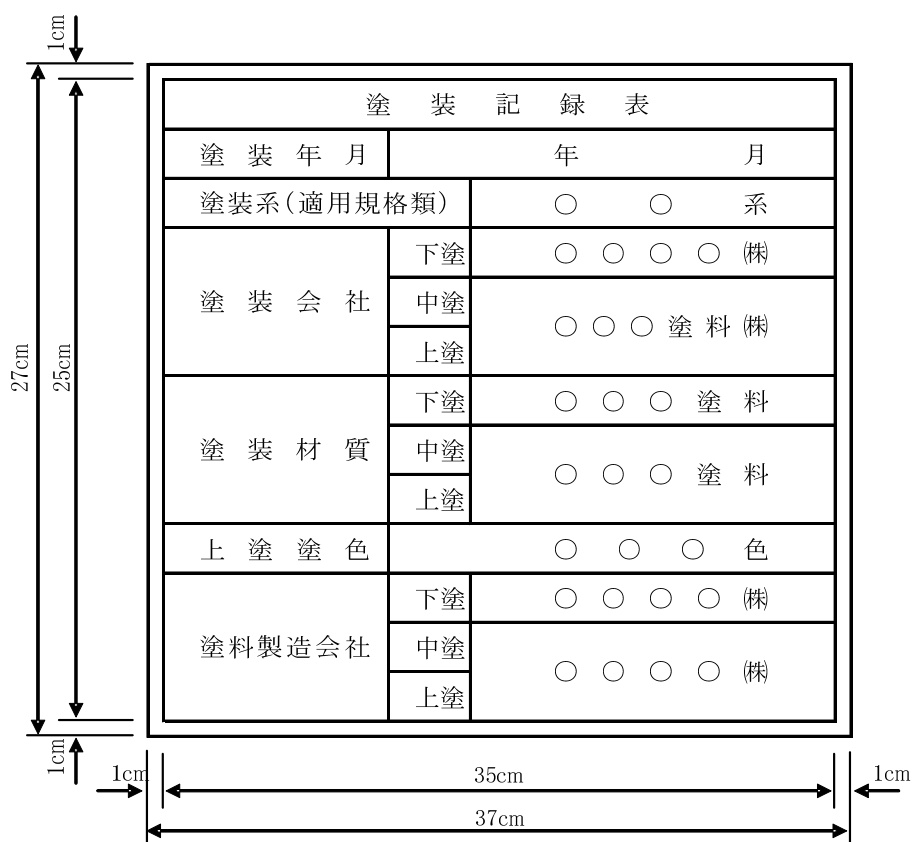 1cm
27cm
25cm
塗装記録表
塗装年月 年 月
塗装系(適用規格類) ○ ○ 系
塗装会社 下塗 ○ ○ ○ ○ ㈱
中塗
○ ○ ○ 塗 料 ㈱
上塗
塗装材質 下塗 ○ ○ ○ 塗 料
中塗
○ ○ ○ 塗 料
上塗
上塗塗色 ○ ○ ○ 色
塗料製造会社 下塗 ○ ○ ○ ○ ㈱
中塗
○ ○ ○ ○ ㈱
上塗
1cm
1cm 35cm 1cm
37cm